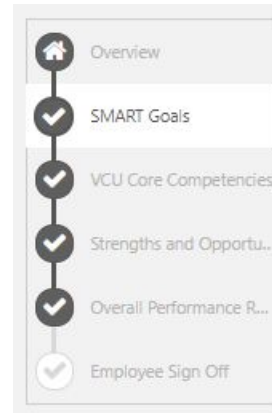 Overview
SMART Goals
VCU Core Competencies
Strengths and Opportu...
Overall Performance R...
Employee Sign Off